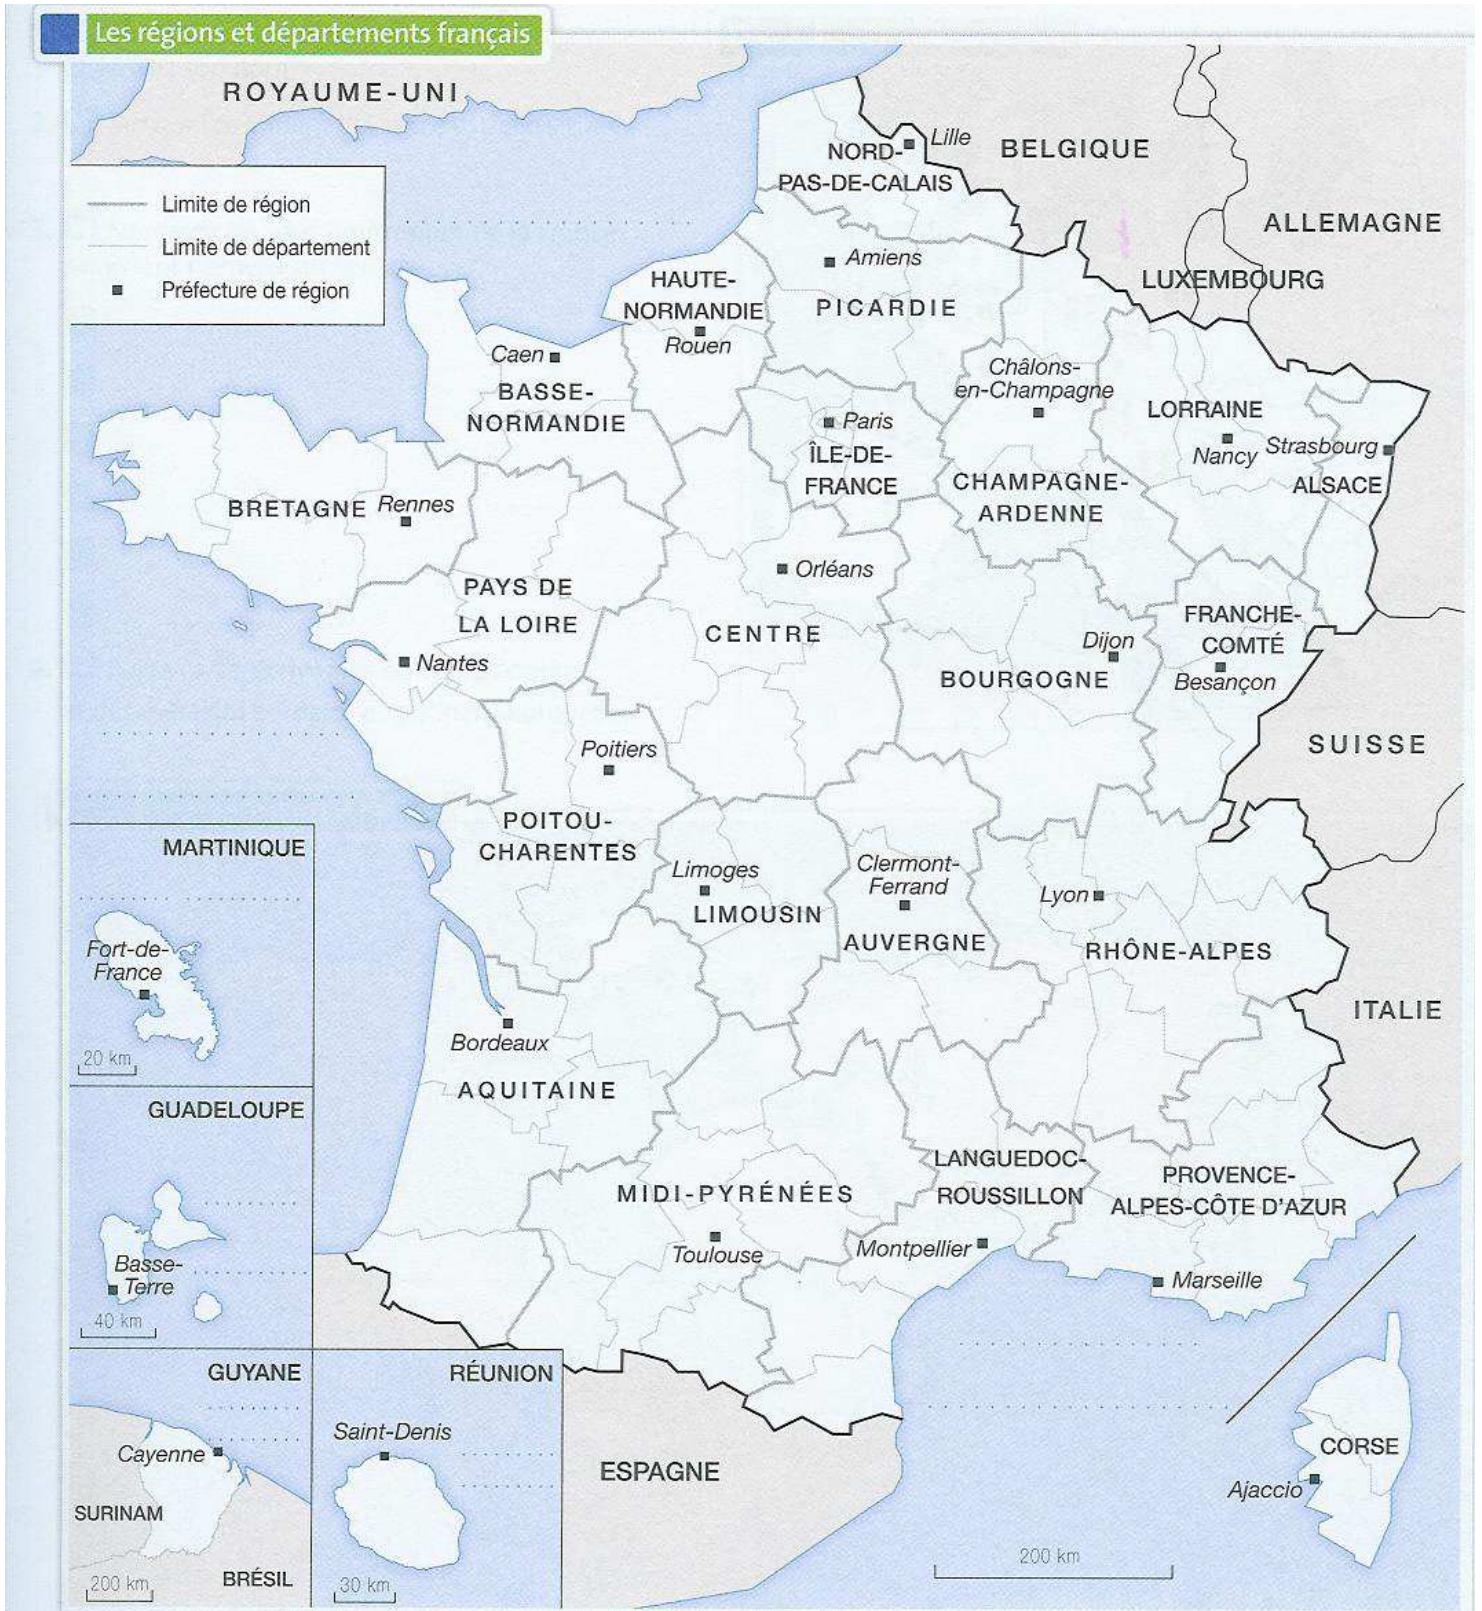 Les régions et départements français
ROYAUME-UNI
Limite de région
Limite de département
Préfecture de région
Lille
NORD-
PAS-DE-CALAIS
BELGIQUE
ALLEMAGNE
LUXEMBOURG
Amiens
PICARDIE
HAUTE-
NORMANDIE
Rouen
Caen
BASSE-
NORMANDIE
Châlons-
en-Champagne
CHAMPAGNE-
ARDENNE
LORRAINE
Nancy
Strasbourg
ALSACE
Paris
ÎLE-DE-
FRANCE
BRETAGNE
Rennes
PAYS DE
LA LOIRE
Nantes
Orléans
CENTRE
Dijon
BOURGOGNE
FRANCHE-
COMTÉ
Besançon
SUISSE
Poitiers
POITOU-
CHARENTES
Limoges
LIMOUSIN
Clermont-
Ferrand
AUVERGNE
Lyon
RHÔNE-ALPES
ITALIE
Bordeaux
AQUITAINE
MIDI-PYRÉNÉES
Toulouse
LANGUEDOC-
ROUSSILLON
Montpellier
PROVENCE-
ALPES-CÔTE D'AZUR
Marseille
MARTINIQUE
Fort-de-
France
20 km
GUADELOUPE
Basse-
Terre
40 km
GUYANE
Cayenne
SURINAM
BRÉSIL
200 km
RÉUNION
Saint-Denis
30 km
ESPAGNE
CORSE
Ajaccio
200 km